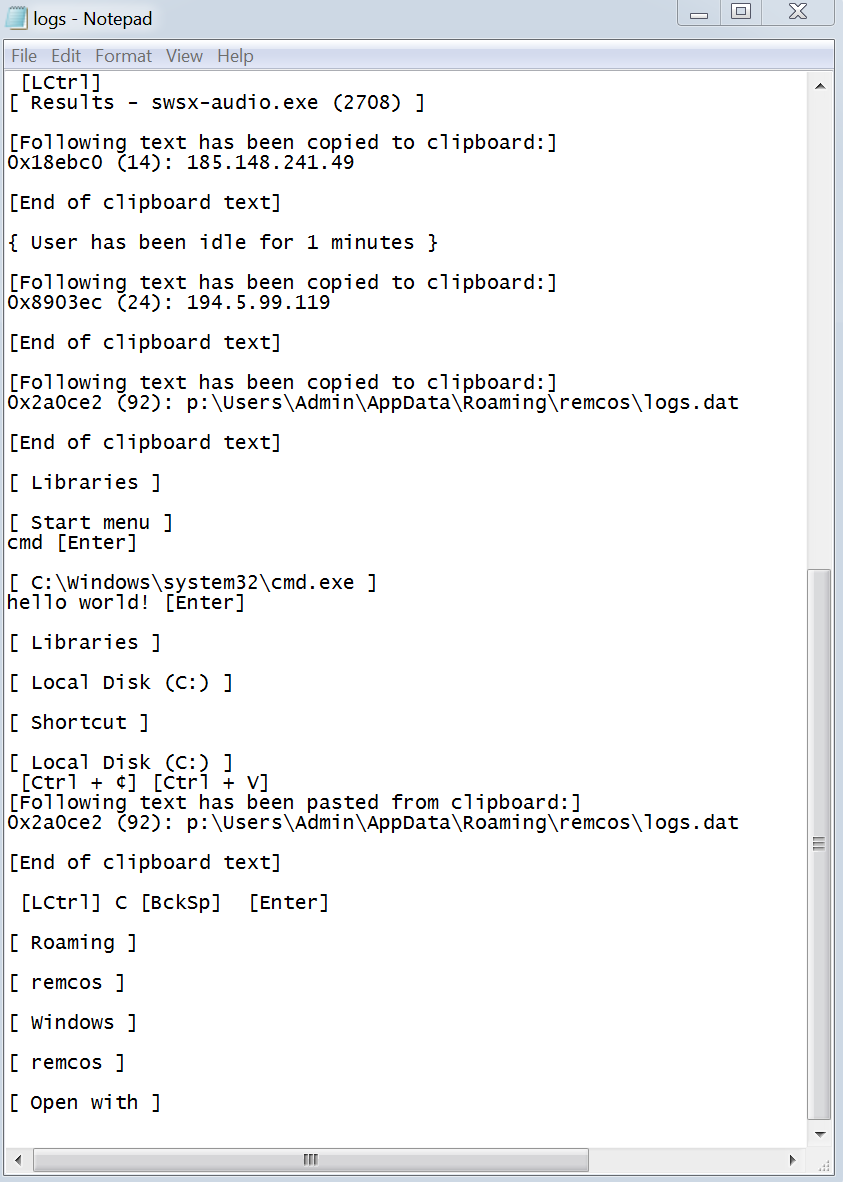 logs - Notepad
File Edit Format View Help
[LCtrl]
[ Results - swsx-audio.exe (2708) ]
[Following text has been copied to clipboard:]
0x18ebc0 (14): 185.148.241.49
[End of clipboard text]
{ User has been idle for 1 minutes }
[Following text has been copied to clipboard:]
0x8903ec (24): 194.5.99.119
[End of clipboard text]
[Following text has been copied to clipboard:]
0x2a0ce2 (92): p:\Users\Admin\AppData\Roaming\remcos\logs.dat
[End of clipboard text]
[ Libraries ]
[ Start menu ]
cmd [Enter]
[ C:\Windows\system32\cmd.exe ]
hello world! [Enter]
[ Libraries ]
[ Local Disk (C:) ]
[ Shortcut ]
[ Local Disk (C:) ]
[Ctrl + ¢] [Ctrl + V]
[Following text has been pasted from clipboard:]
0x2a0ce2 (92): p:\Users\Admin\AppData\Roaming\remcos\logs.dat
[End of clipboard text]
[LCtrl] C [BckSp]  [Enter]
[ Roaming ]
[ remcos ]
[ Windows ]
[ remcos ]
[ Open with ]